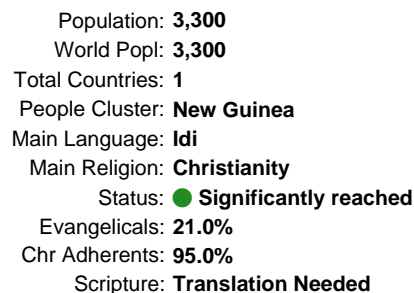 Population: 3,300
World Popl: 3,300
Total Countries: 1
People Cluster: New Guinea
Main Language: Idi
Main Religion: Christianity
Status: Significantly reached
Evangelicals: 21.0%
Chr Adherents: 95.0%
Scripture: Translation Needed